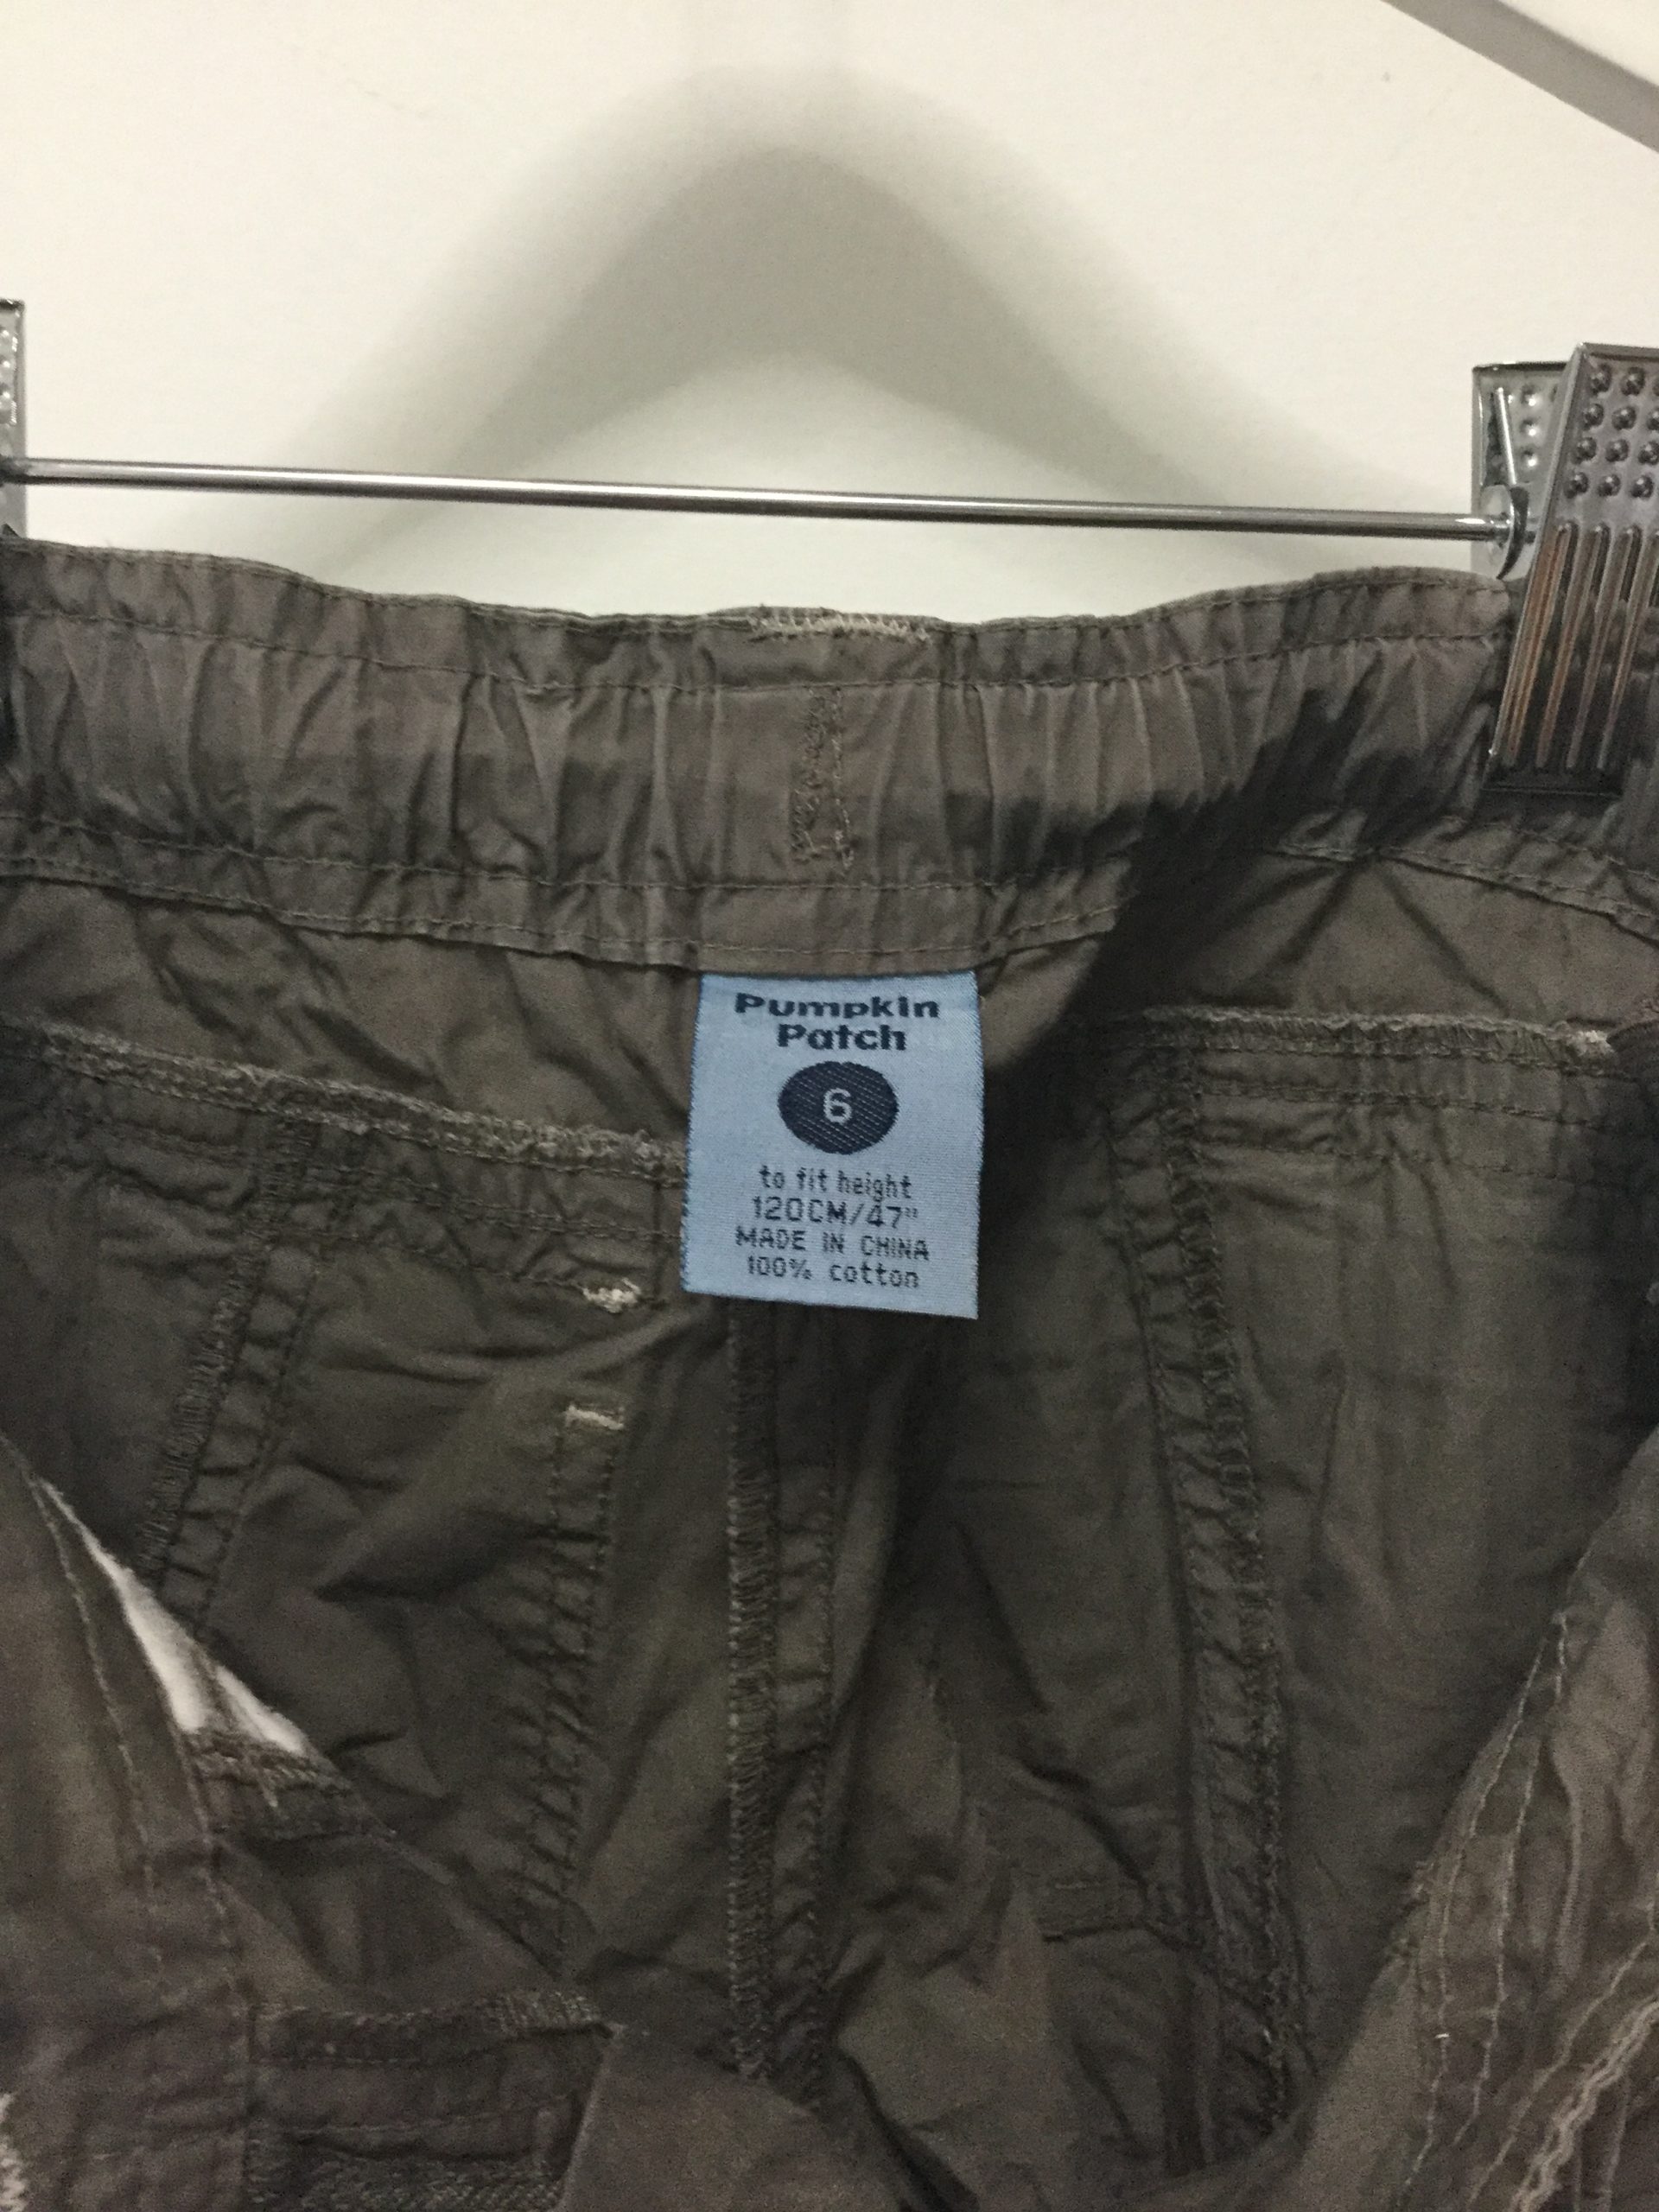 Pumpkin
Patch
6
to fit height
120CM/47"
MADE IN CHINA
100% cotton